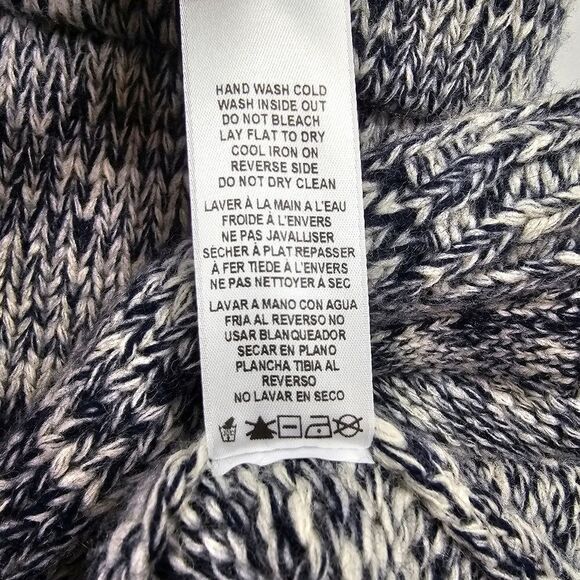 HAND WASH COLD
WASH INSIDE OUT
DO NOT BLEACH
LAY FLAT TO DRY
COOL IRON ON
REVERSE SIDE
DO NOT DRY CLEAN
LAVER À LA MAIN A L'EAU
FROIDE À L'ENVERS
NE PAS JAVALLISER
SÉCHER À PLAT REPASSER
À FER TIEDE À L'ENVERS
NE PAS NETTOYER À SEC
LAVAR A MANO CON AGUA
FRIA AL REVERSO NO
USAR BLANQUEADOR
SECAR EN PLANO
PLANCHA TIBIA AL
REVERSO
NO LAVAR EN SECO